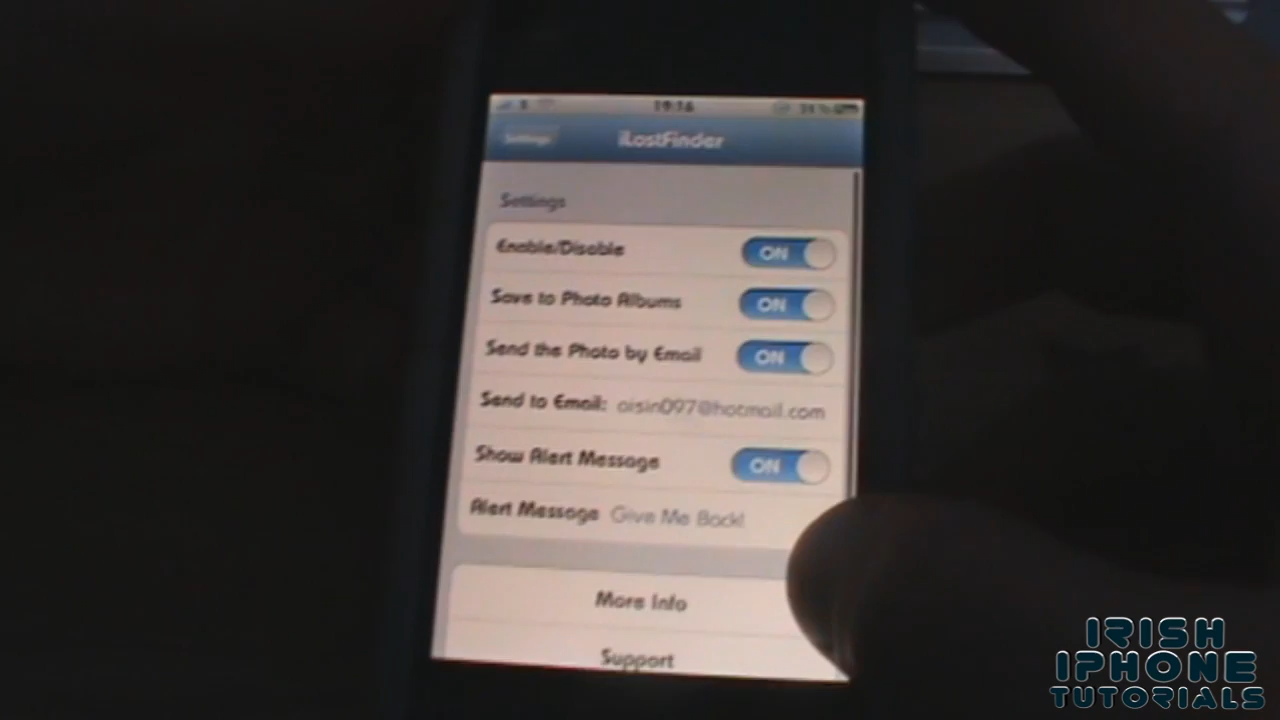 19:16
Settings
iLostFinder
Settings
Enable/Disable
ON
Save to Photo Albums
ON
Send the Photo by Email
ON
Send to Email: oisin097@hotmail.com
Show Alert Message
ON
Alert Message Give Me Back!
More Info
Support
IRISH
IPHONE
TUTORIALS